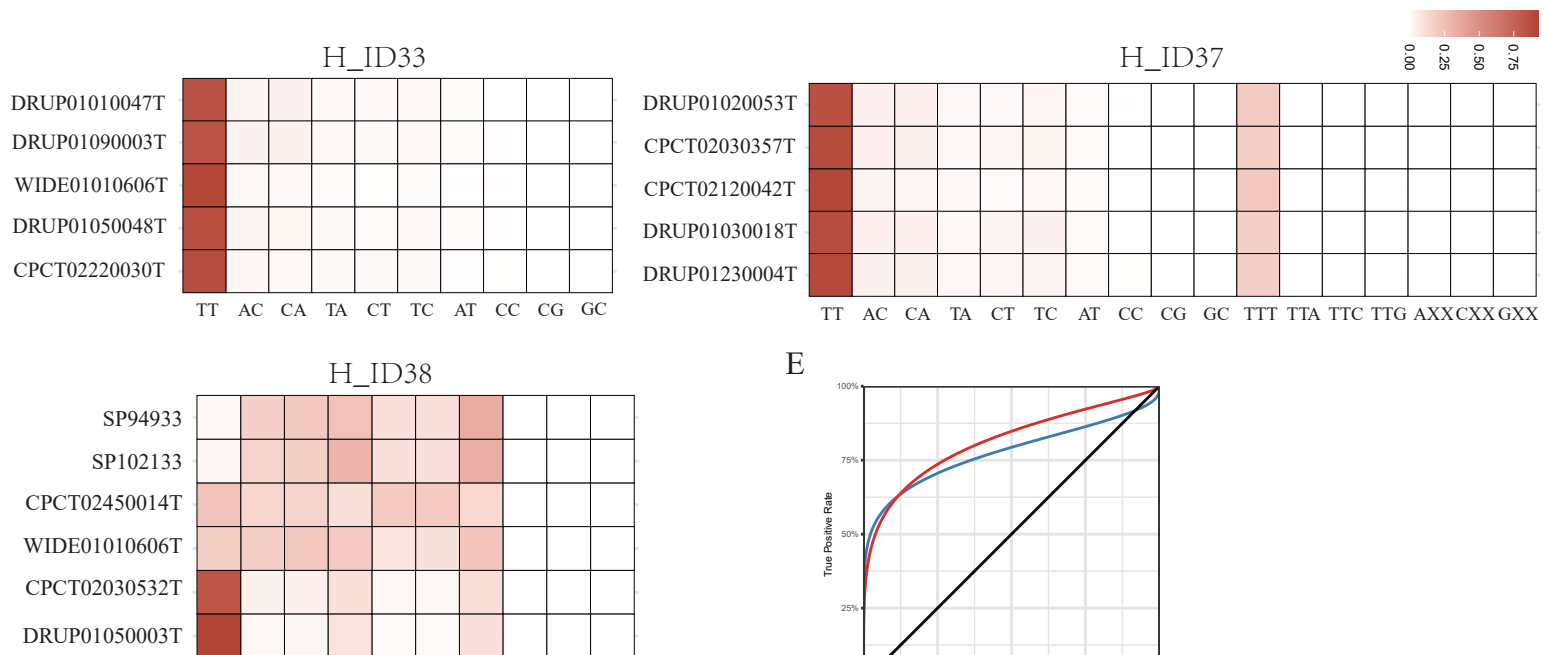 H_ID33
H_ID37
0.00 0.25 0.50 0.75
DRUP01010047T
DRUP01090003T
WIDE01010606T
DRUP01050048T
CPCT02220030T
TT AC CA TA CT TC AT CC CG GC
DRUP01020053T
CPCT02030357T
CPCT02120042T
DRUP01030018T
DRUP01230004T
TT AC CA TA CT TC AT CC CG GC TTT TTA TTC TTG AXX CXX GXX
H_ID38
SP94933
SP102133
CPCT02450014T
WIDE01010606T
CPCT02030532T
DRUP01050003T
E
100%
75%
50%
25%
True Positive Rate